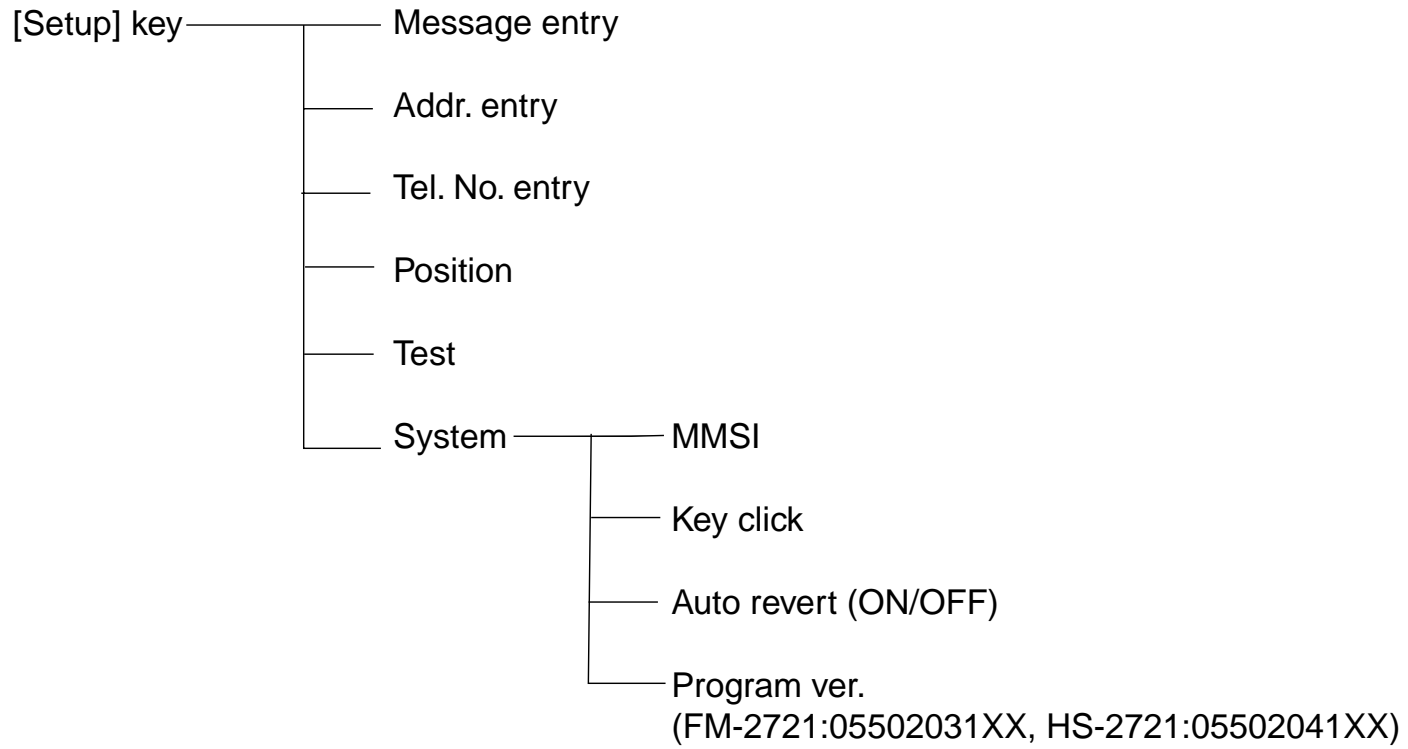 [Setup] key
Message entry
Addr. entry
Tel. No. entry
Position
Test
System
MMSI
Key click
Auto revert (ON/OFF)
Program ver.
(FM-2721:05502031XX, HS-2721:05502041XX)